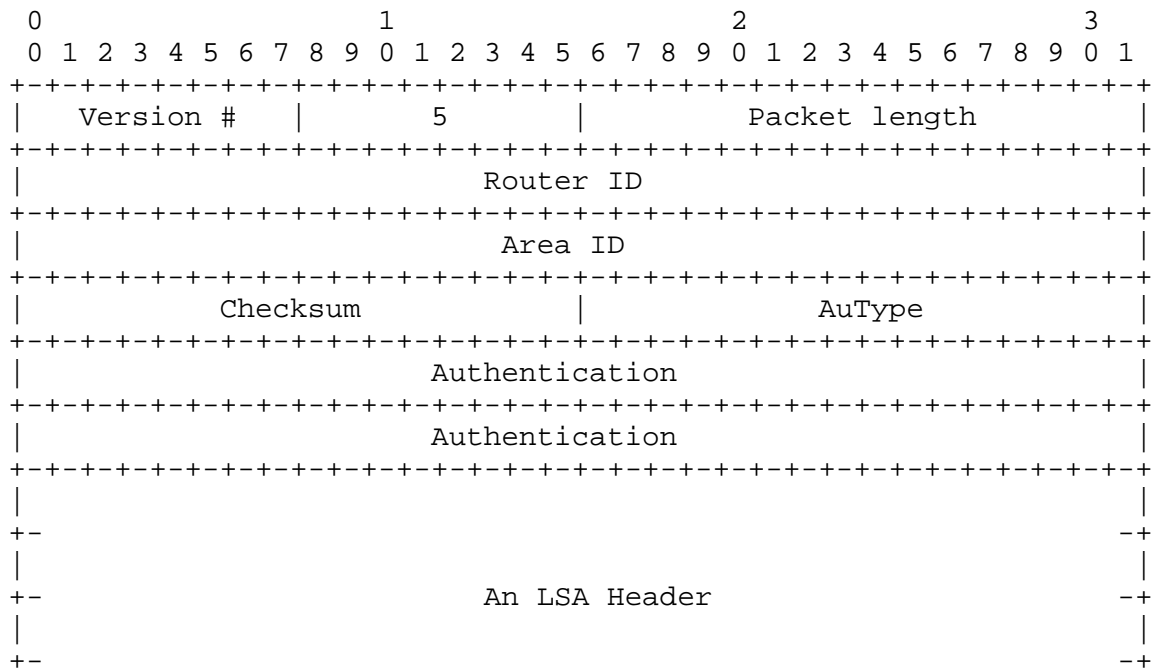 0                   1                   2                   3
 0 1 2 3 4 5 6 7 8 9 0 1 2 3 4 5 6 7 8 9 0 1 2 3 4 5 6 7 8 9 0 1
+-+-+-+-+-+-+-+-+-+-+-+-+-+-+-+-+-+-+-+-+-+-+-+-+-+-+-+-+-+-+-+-+
|   Version #   |       5       |         Packet length         |
+-+-+-+-+-+-+-+-+-+-+-+-+-+-+-+-+-+-+-+-+-+-+-+-+-+-+-+-+-+-+-+-+
|                          Router ID                            |
+-+-+-+-+-+-+-+-+-+-+-+-+-+-+-+-+-+-+-+-+-+-+-+-+-+-+-+-+-+-+-+-+
|                           Area ID                             |
+-+-+-+-+-+-+-+-+-+-+-+-+-+-+-+-+-+-+-+-+-+-+-+-+-+-+-+-+-+-+-+-+
|           Checksum            |             AuType            |
+-+-+-+-+-+-+-+-+-+-+-+-+-+-+-+-+-+-+-+-+-+-+-+-+-+-+-+-+-+-+-+-+
|                       Authentication                          |
+-+-+-+-+-+-+-+-+-+-+-+-+-+-+-+-+-+-+-+-+-+-+-+-+-+-+-+-+-+-+-+-+
|                       Authentication                          |
+-+-+-+-+-+-+-+-+-+-+-+-+-+-+-+-+-+-+-+-+-+-+-+-+-+-+-+-+-+-+-+-+
|                                                               |
+-                                                             -+
|                                                               |
+-                         An LSA Header                       -+
|                                                               |
+-                                                             -+